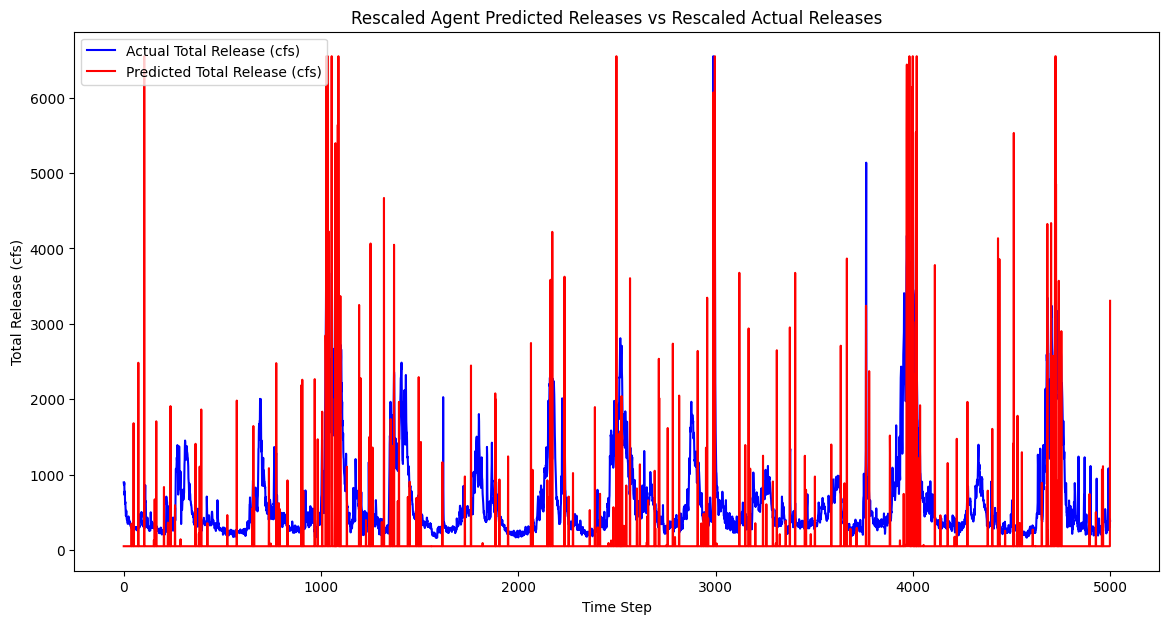 Rescaled Agent Predicted Releases vs Rescaled Actual Releases
Actual Total Release (cfs)
Predicted Total Release (cfs)
Total Release (cfs)
6000
5000
4000
3000
2000
1000
0
0 1000 2000 3000 4000 5000
Time Step